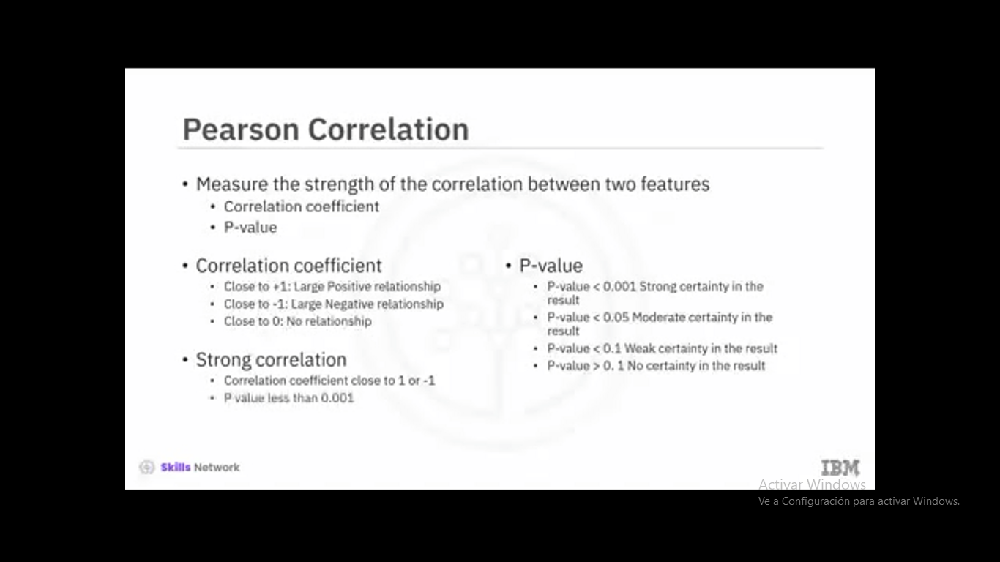 Pearson Correlation
• Measure the strength of the correlation between two features
• Correlation coefficient
• P-value
• Correlation coefficient
• Close to +1: Large Positive relationship
• Close to -1: Large Negative relationship
• Close to 0: No relationship
• Strong correlation
• Correlation coefficient close to 1 or -1
• P value less than 0.001
• P-value
• P-value < 0.001 Strong certainty in the
result
• P-value < 0.05 Moderate certainty in the
result
• P-value < 0.1 Weak certainty in the result
• P-value > 0. 1 No certainty in the result
Skills Network
IBM
Activar Windows
Ve a Configuración para activar Windows.